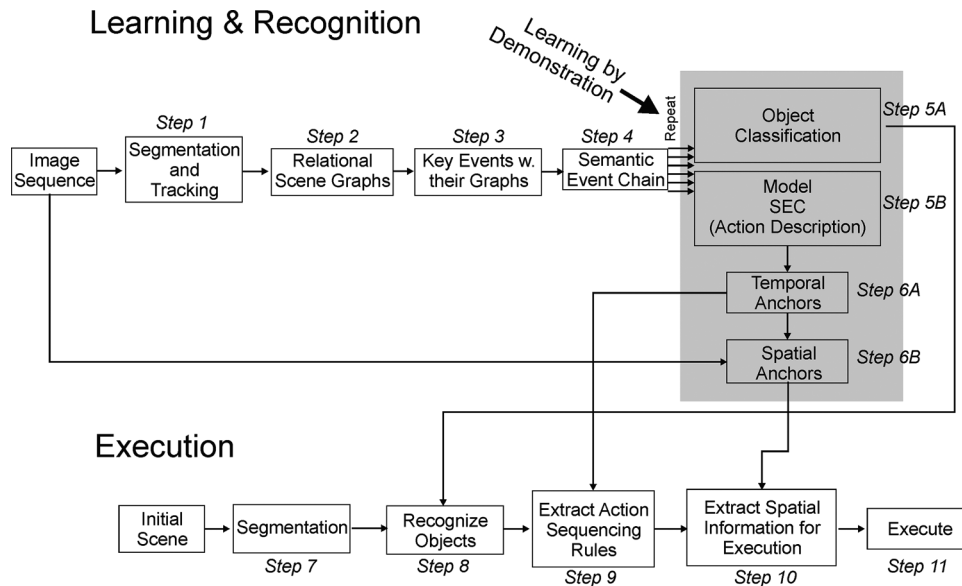 Learning & Recognition
Learning by
Demonstration
Repeat
Step 1
Step 2
Step 3
Step 4
Step 5A
Image
Sequence
Segmentation
and
Tracking
Relational
Scene Graphs
Key Events w.
their Graphs
Semantic
Event Chain
Object
Classification
Model
SEC
(Action Description)
Step 5B
Temporal
Anchors
Step 6A
Spatial
Anchors
Step 6B
Execution
Initial
Scene
Segmentation
Step 7
Recognize
Objects
Step 8
Extract Action
Sequencing
Rules
Step 9
Extract Spatial
Information for
Execution
Step 10
Execute
Step 11